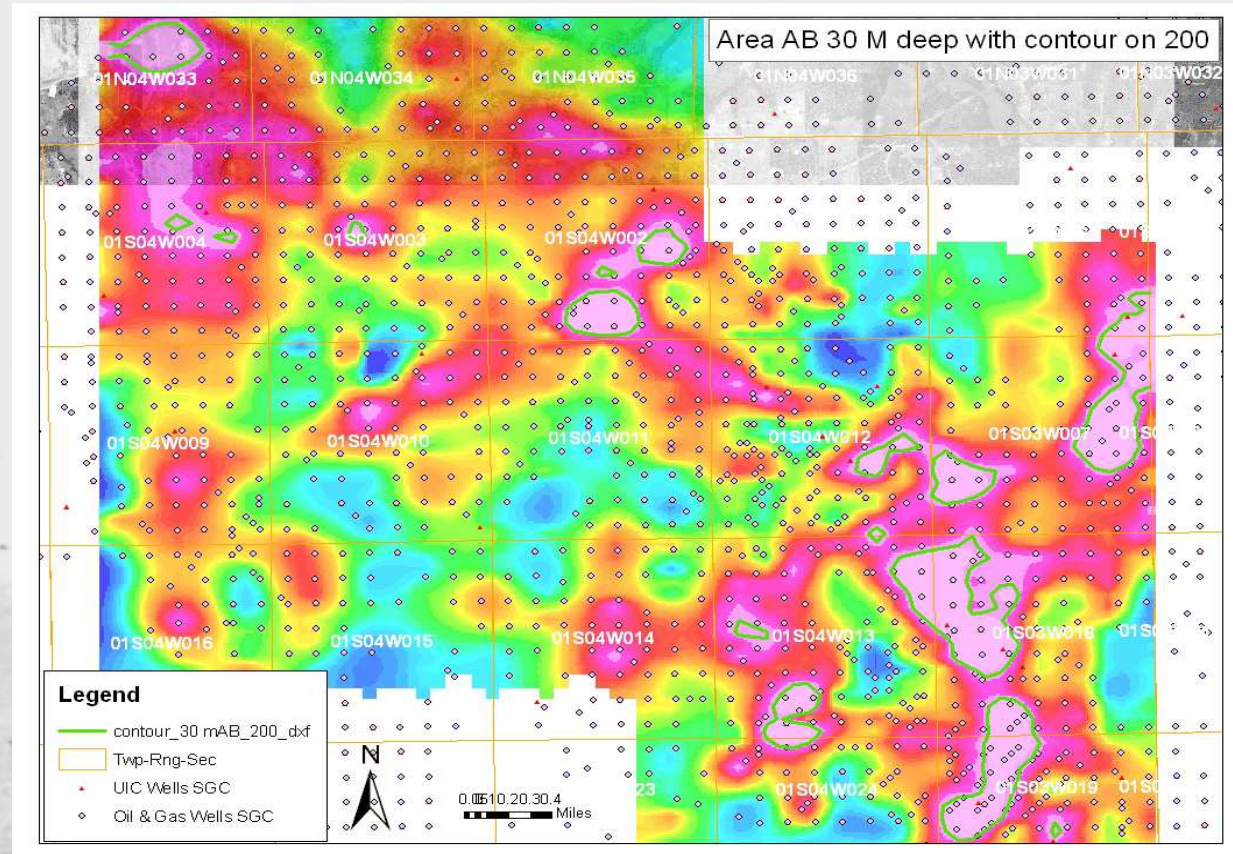 Area AB 30 M deep with contour on 200
01N04W033 01N04W034 01N04W035 01N04W036 01N03W031 01N03W032
01S04W004 01S04W003 01S04W002
01S04W009 01S04W010 01S04W011 01S04W012 01S03W007
01S04W016 01S04W015 01S04W014 01S04W013 01S03W018
23 01S04W024 01S03W019
Legend
contour_30 mAB_200_dxf
Twp-Rng-Sec
UIC Wells SGC
Oil & Gas Wells SGC
N
Miles